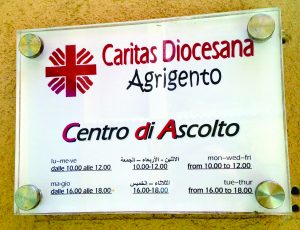 Caritas Diocesana
Agrigento
Centro di Ascolto
lu-me-ve الاثنين – الأربعاء – الجمعة mon-wed-fri
dalle 10.00 alle 12.00 10.00-12.00 from 10.00 to 12.00
ma-gio الثلاثاء – الخميس tue-thur
dalle 16.00 alle 18.00 16.00-18.00 from 16.00 to 18.00